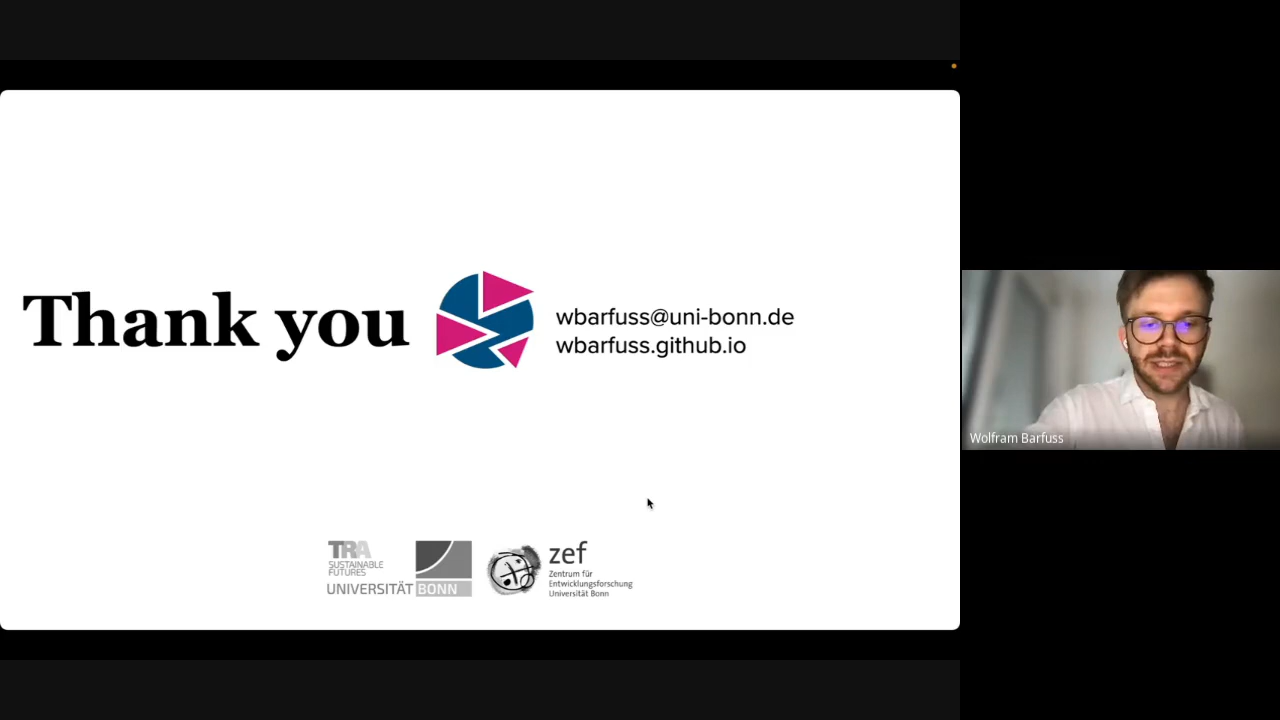 Thank you
wbarfuss@uni-bonn.de
wbarfuss.github.io
Wolfram Barfuss
TRA
SUSTAINABLE
FUTURES
UNIVERSITÄT BONN
zef
Zentrum für
Entwicklungsforschung
Universität Bonn